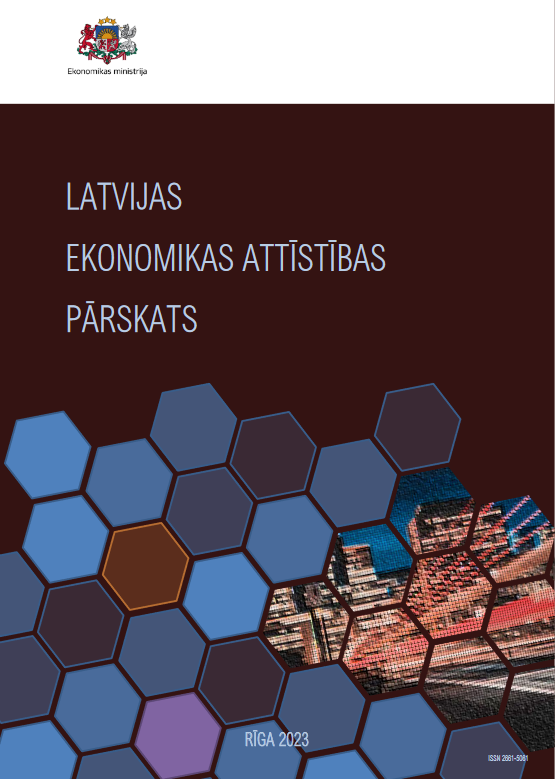 Ekonomikas ministrija
LATVIJAS
EKONOMIKAS ATTĪSTĪBAS
PĀRSKATS
RĪGA 2023
ISSN 2661-5061